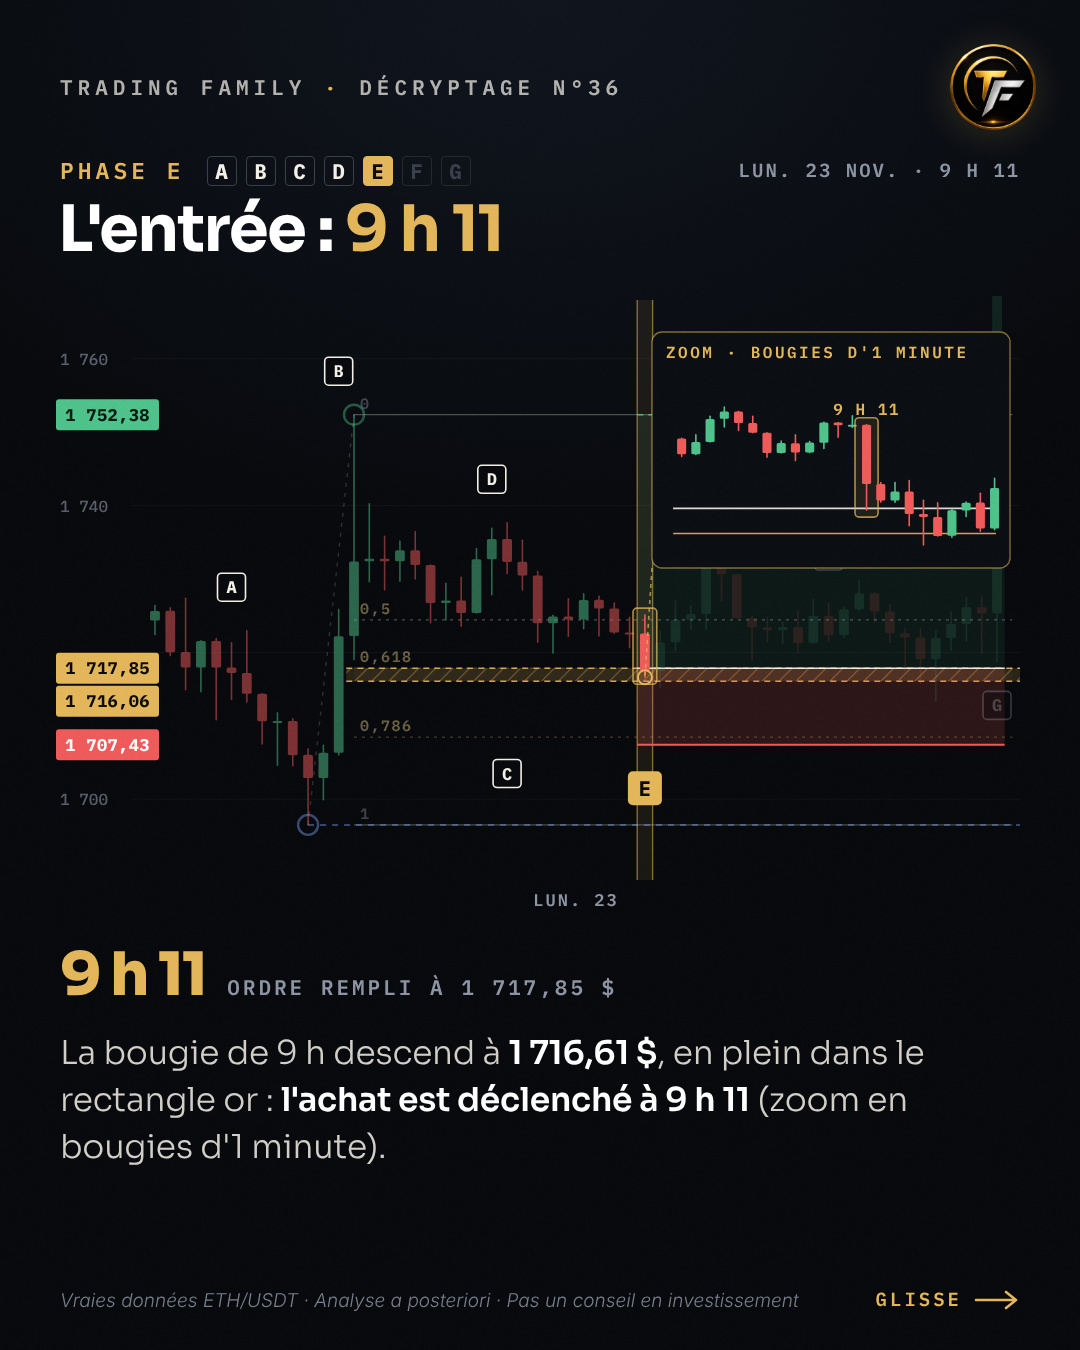 TRADING FAMILY · DÉCRYPTAGE N°36
TF
PHASE E A B C D E F G
LUN. 23 NOV. · 9 H 11
L'entrée : 9 h 11
1 760
1 752,38
1 740
1 717,85
1 716,06
1 707,43
1 700
A
B
C
D
E
G
0
0,5
0,618
0,786
1
ZOOM · BOUGIES D'1 MINUTE
9 H 11
LUN. 23
9 h 11 ORDRE REMPLI À 1 717,85 $
La bougie de 9 h descend à 1 716,61 $, en plein dans le
rectangle or : l'achat est déclenché à 9 h 11 (zoom en
bougies d'1 minute).
Vraies données ETH/USDT · Analyse a posteriori · Pas un conseil en investissement
GLISSE →